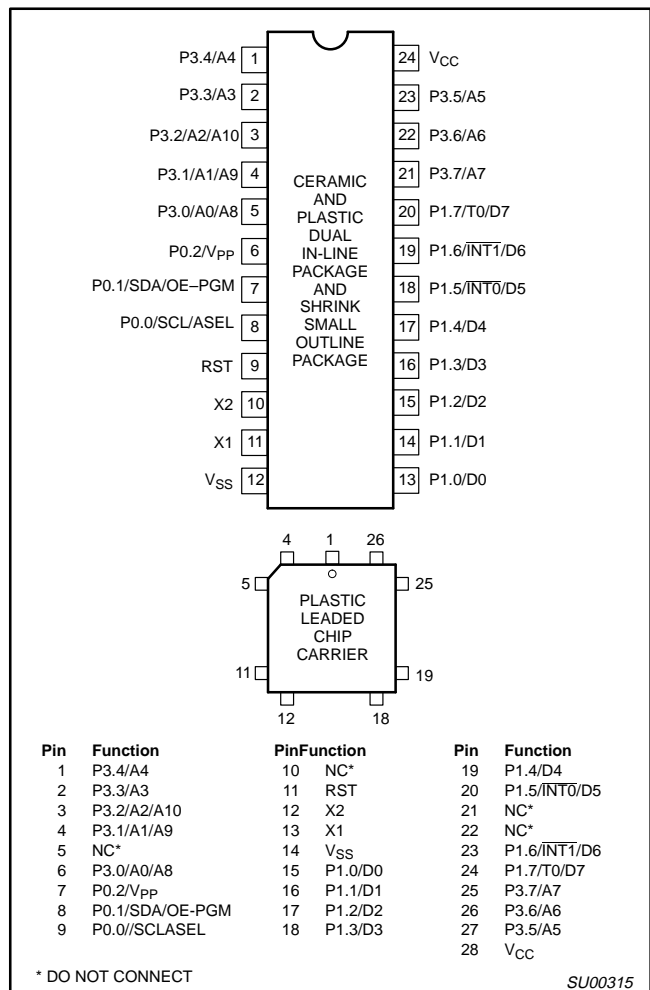 P3.4/A4 1 24 VCC
P3.3/A3 2 23 P3.5/A5
P3.2/A2/A10 3 22 P3.6/A6
P3.1/A1/A9 4 21 P3.7/A7
P3.0/A0/A8 5 20 P1.7/T0/D7
P0.2/VPP 6 19 P1.6/INT1/D6
P0.1/SDA/OE–PGM 7 18 P1.5/INT0/D5
P0.0/SCL/ASEL 8 17 P1.4/D4
RST 9 16 P1.3/D3
X2 10 15 P1.2/D2
X1 11 14 P1.1/D1
VSS 12 13 P1.0/D0
CERAMIC
AND
PLASTIC
DUAL
IN-LINE
PACKAGE
AND
SHRINK
SMALL
OUTLINE
PACKAGE
4 1 26
5 25
PLASTIC
LEADED
CHIP
CARRIER
11 19
12 18
Pin Function PinFunction Pin Function
1 P3.4/A4 10 NC* 19 P1.4/D4
2 P3.3/A3 11 RST 20 P1.5/INT0/D5
3 P3.2/A2/A10 12 X2 21 NC*
4 P3.1/A1/A9 13 X1 22 NC*
5 NC* 14 VSS 23 P1.6/INT1/D6
6 P3.0/A0/A8 15 P1.0/D0 24 P1.7/T0/D7
7 P0.2/VPP 16 P1.1/D1 25 P3.7/A7
8 P0.1/SDA/OE-PGM 17 P1.2/D2 26 P3.6/A6
9 P0.0//SCLASEL 18 P1.3/D3 27 P3.5/A5
28 VCC
* DO NOT CONNECT
SU00315